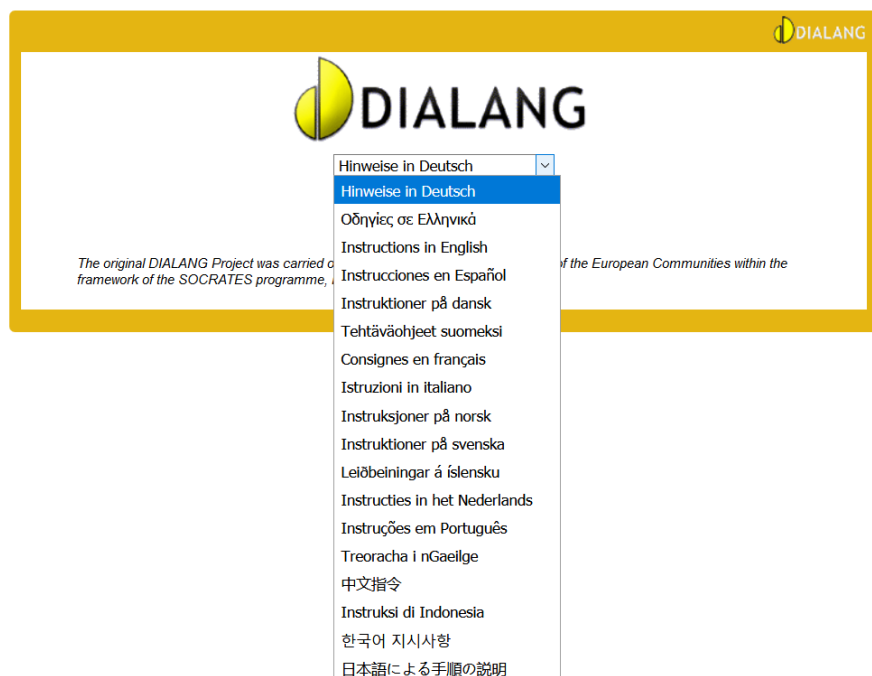 DIALANG
DIALANG
Hinweise in Deutsch
Hinweise in Deutsch
Οδηγίες σε Ελληνικά
Instructions in English
Instrucciones en Español
Instruktioner på dansk
Tehtäväohjeet suomeksi
Consignes en français
Istruzioni in italiano
Instruksjoner på norsk
Instruktioner på svenska
Leiðbeiningar á íslensku
Instructies in het Nederlands
Instruções em Português
Treoracha i nGaeilge
中文指令
Instruksi di Indonesia
한국어 지시사항
日本語による手順の説明
The original DIALANG Project was carried of the European Communities within the
framework of the SOCRATES programme,